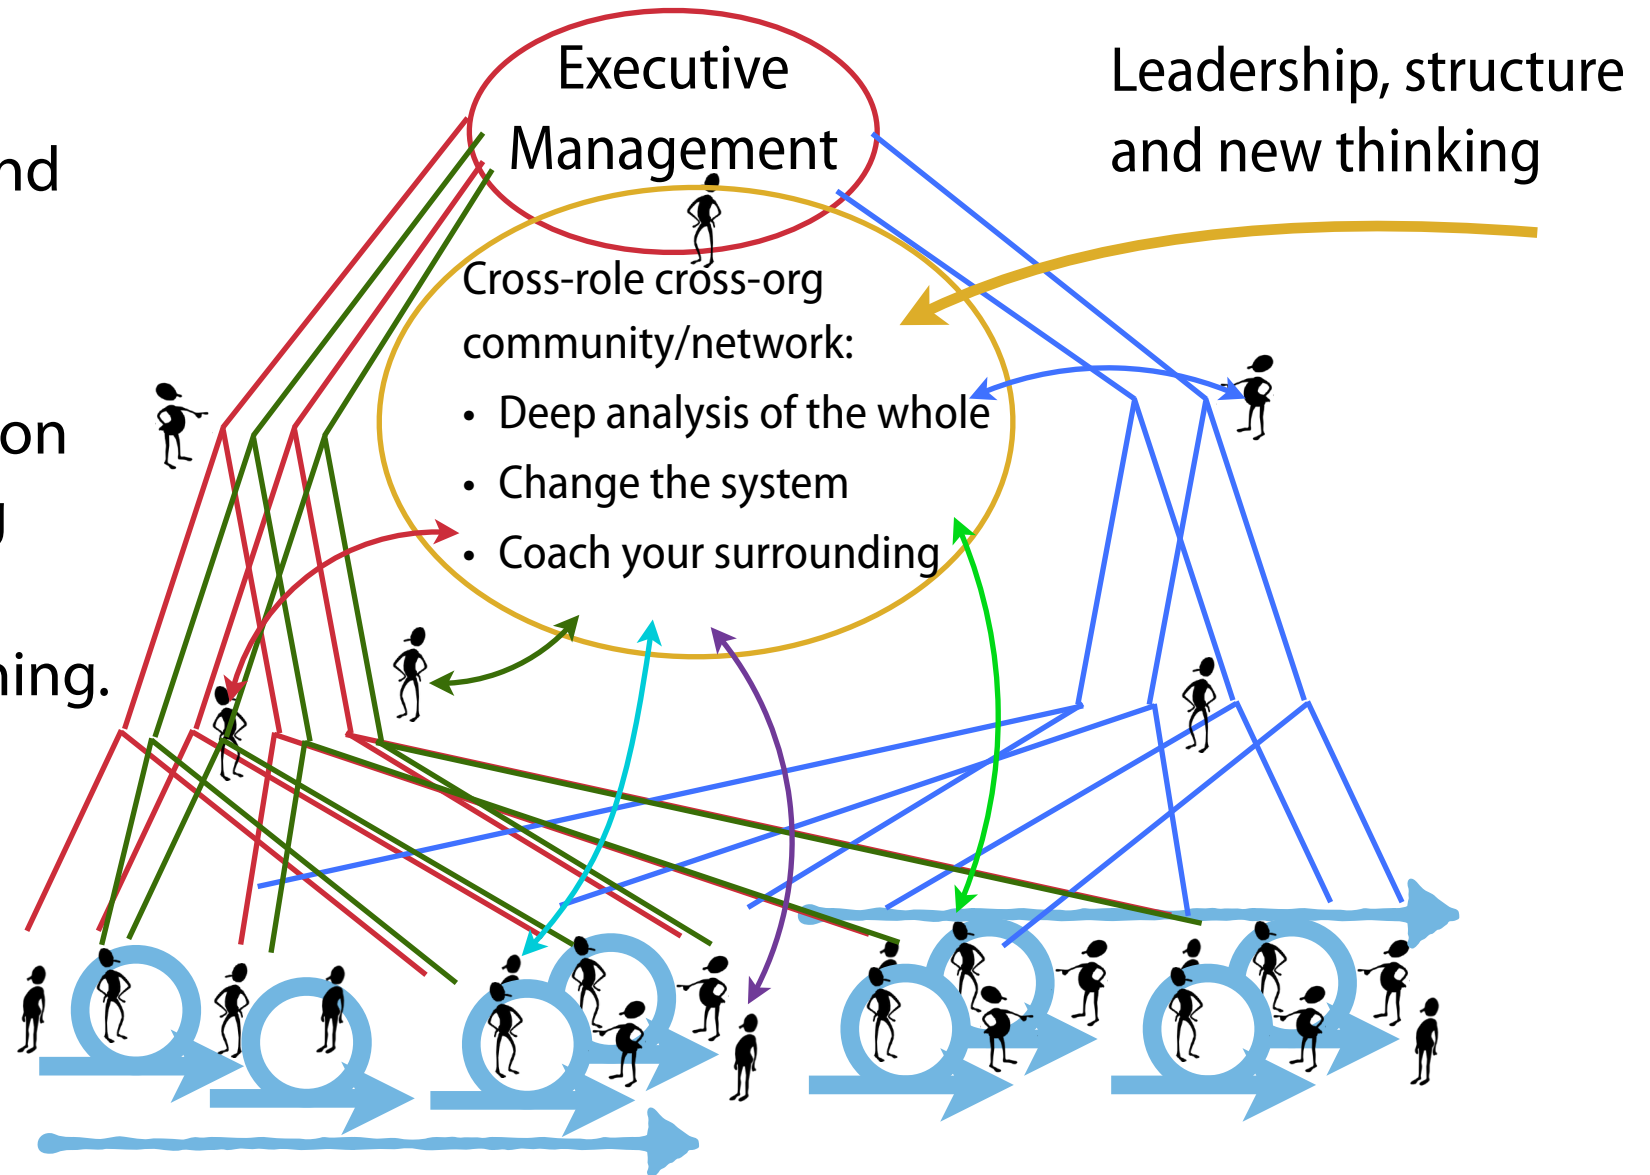 Executive
Management
Leadership, structure
and new thinking
nd
on
g
ning.
Cross-role cross-org
community/network:
• Deep analysis of the whole
• Change the system
• Coach your surrounding